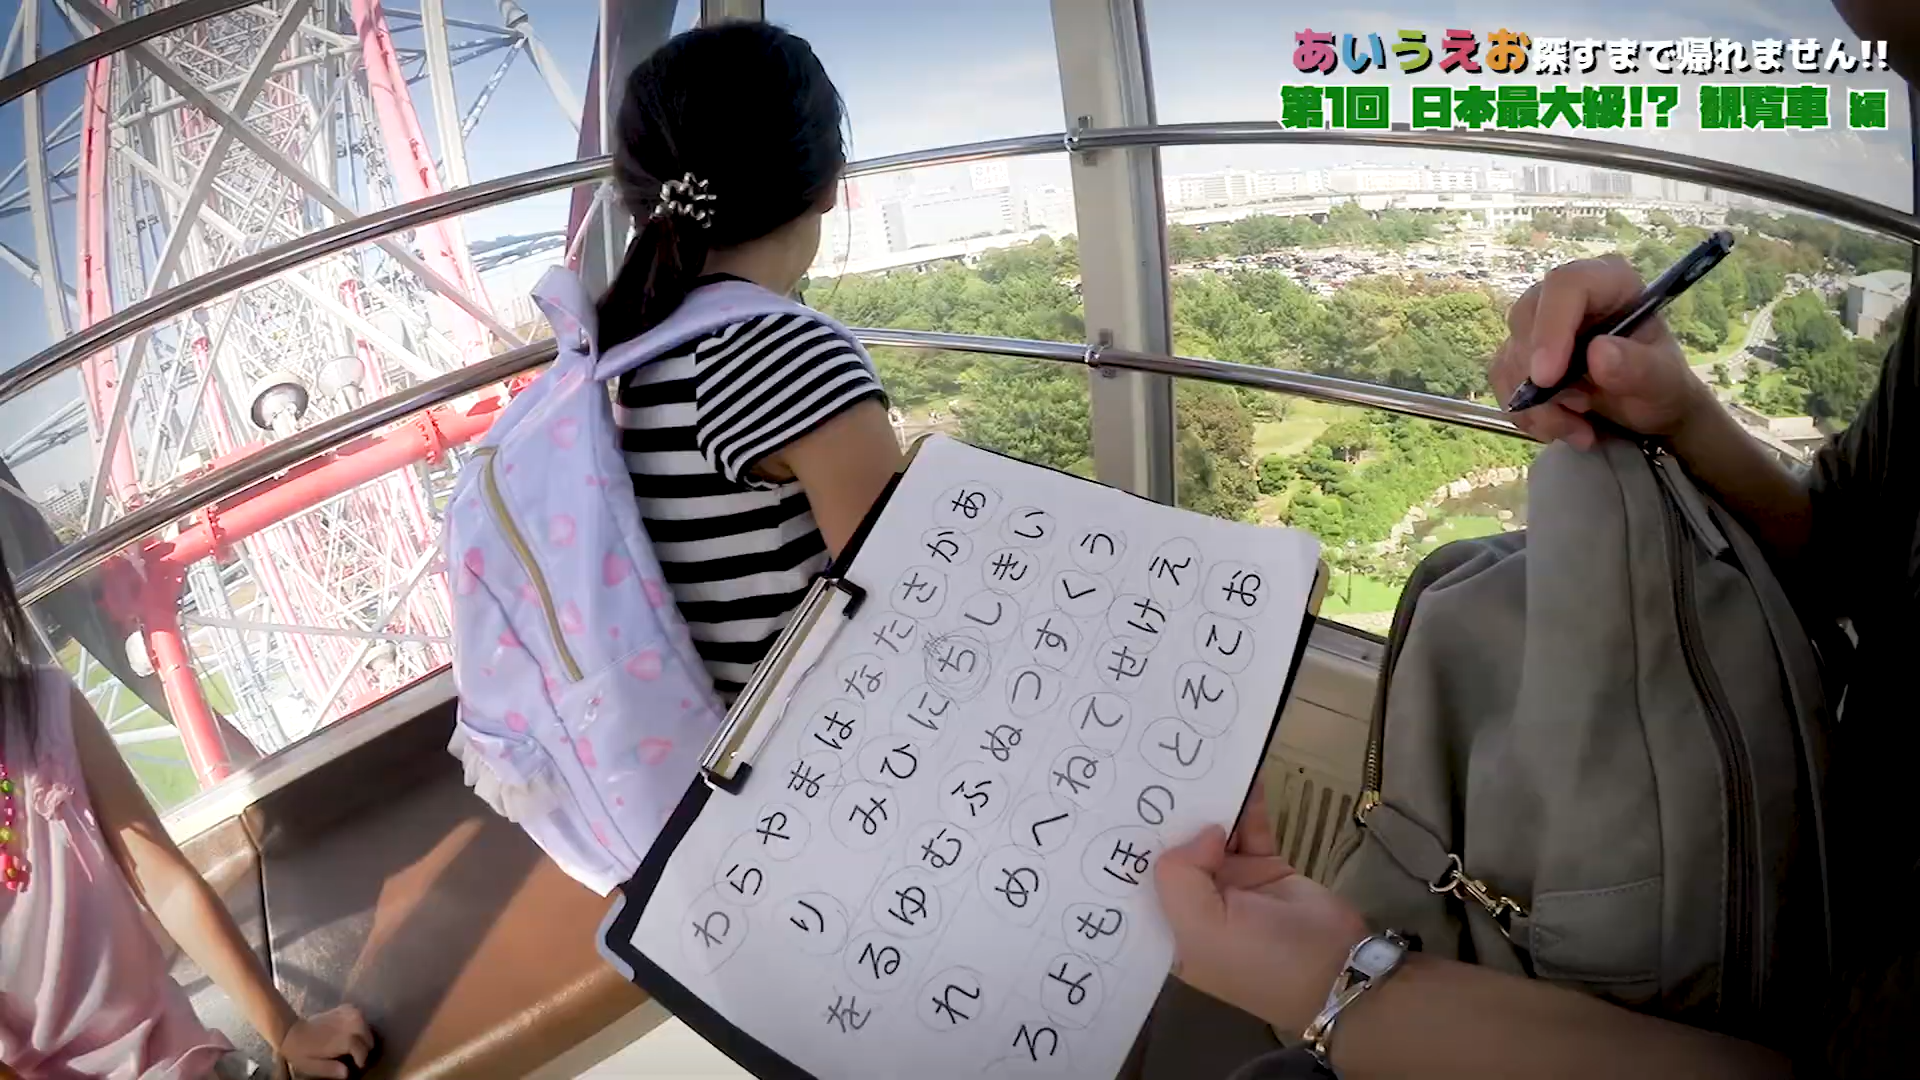 あいうえお探すまで帰れません!!
第1回 日本最大級!? 観覧車 編
あいうえお
かきくけこ
さしすせそ
たちつてと
なにぬねの
はひふへほ
まみむめも
やゆよ
らりるれろ
わを